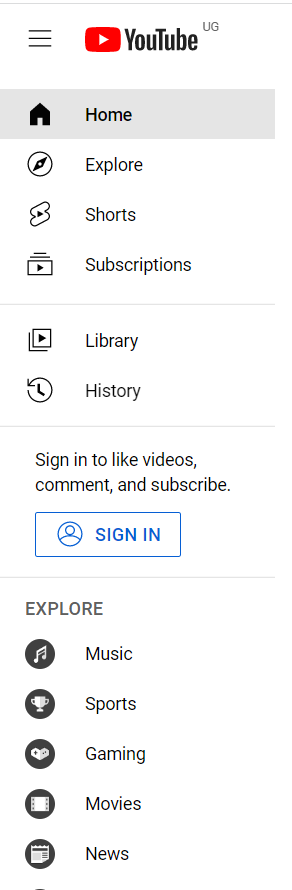 YouTube UG
Home
Explore
Shorts
Subscriptions
Library
History
Sign in to like videos,
comment, and subscribe.
SIGN IN
EXPLORE
Music
Sports
Gaming
Movies
News